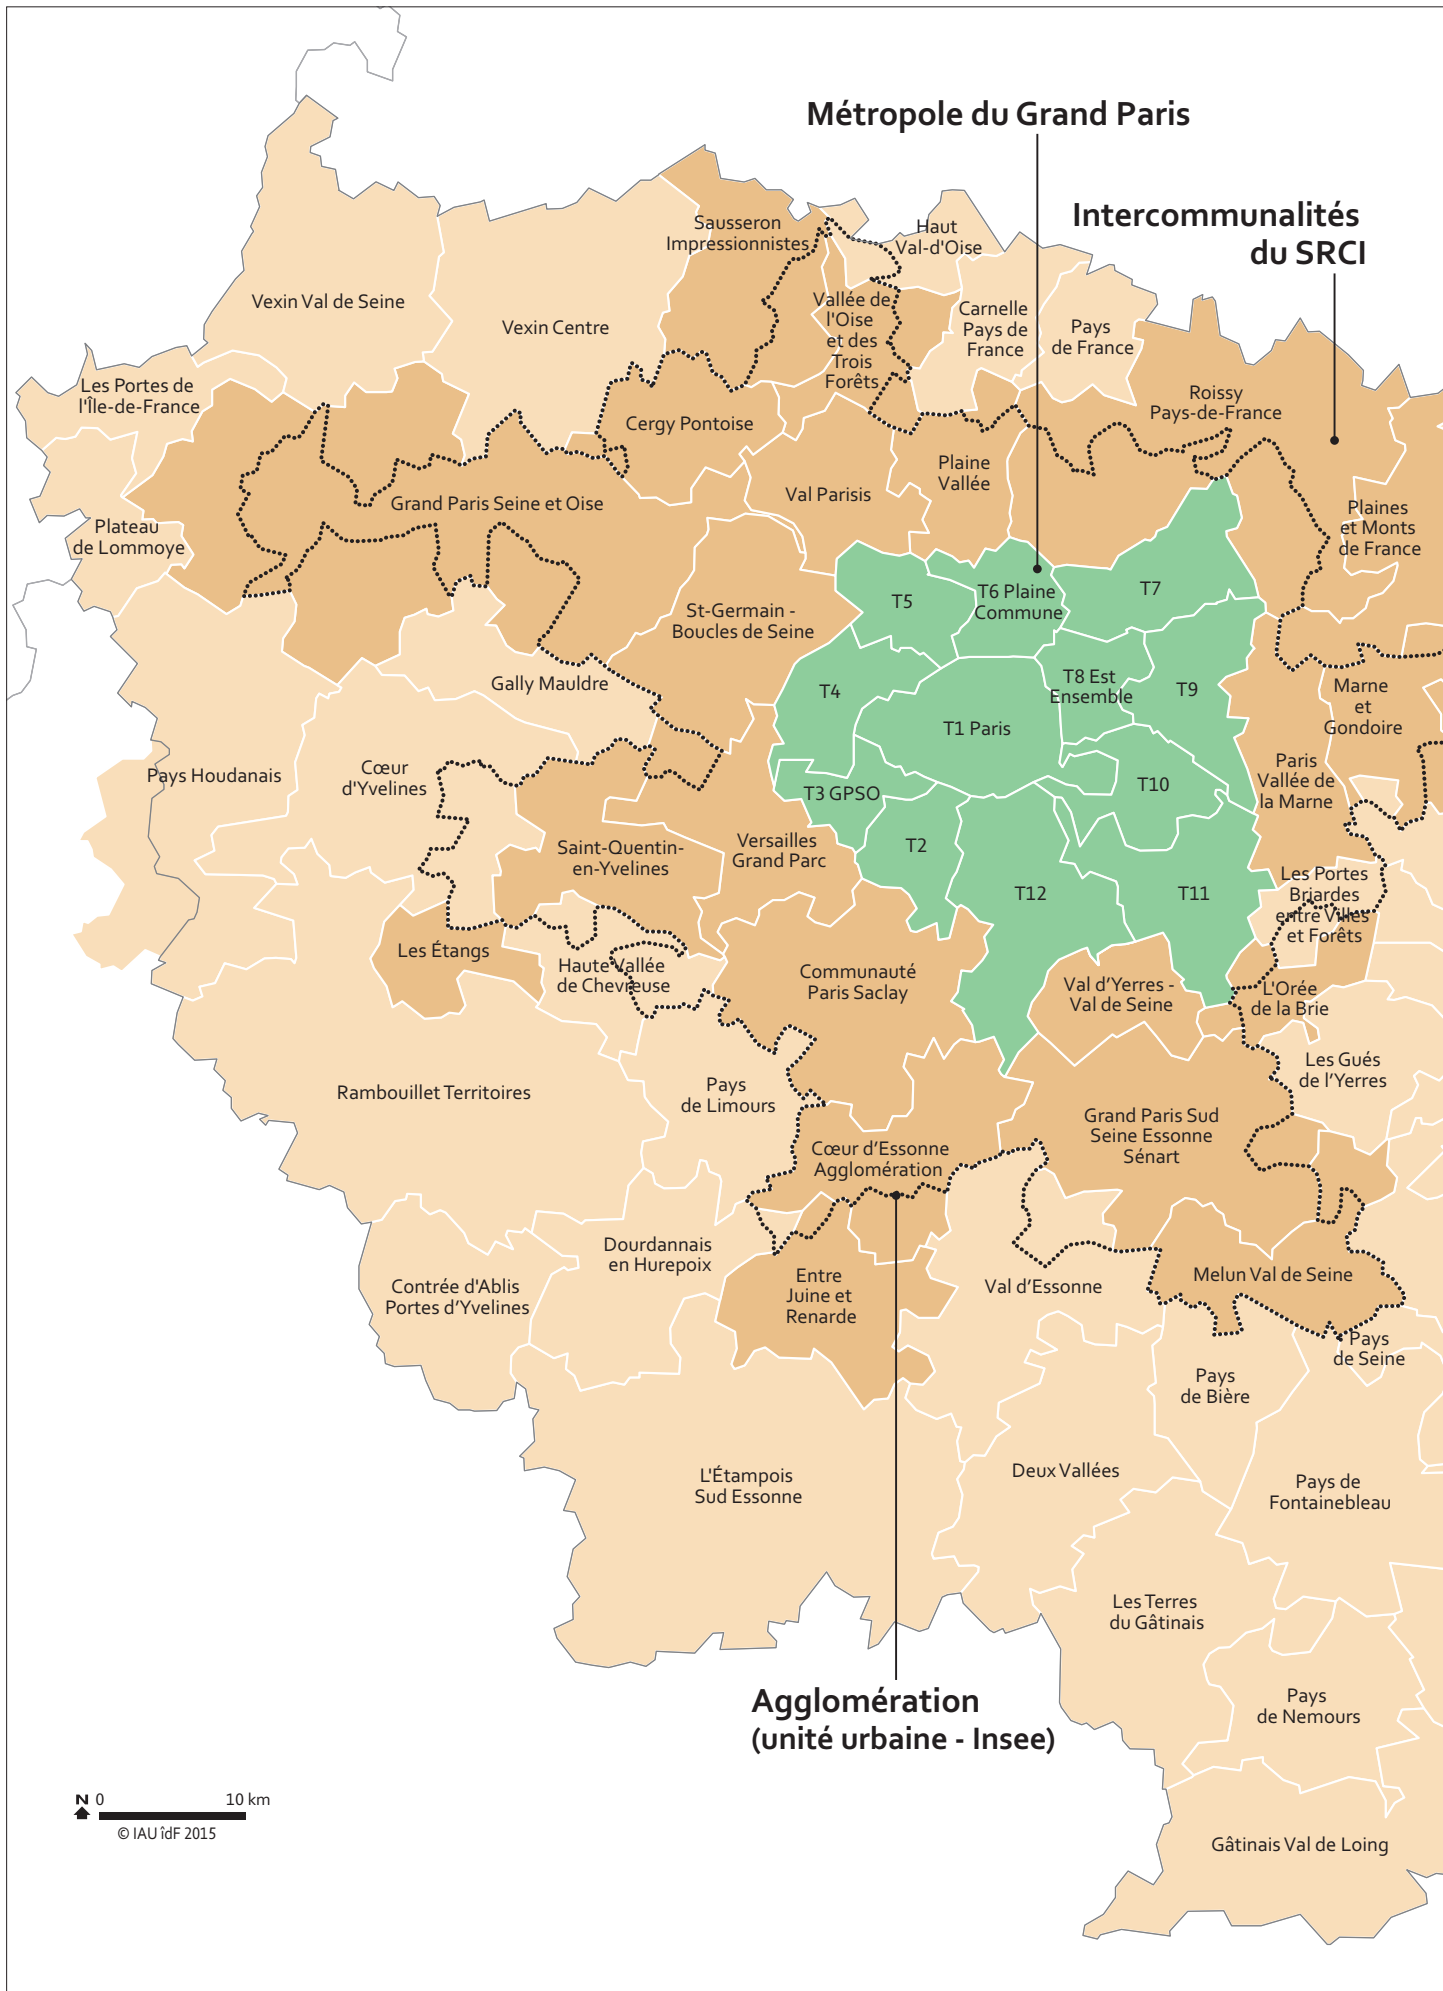 Métropole du Grand Paris
Intercommunalités
du SRCI
Sausseron
Impressionnistes
Haut
Val-d'Oise
Vexin Val de Seine
Vexin Centre
Vallée de
l'Oise
et des
Trois
Forêts
Carnelle
Pays de
France
Pays
de France
Les Portes de
l'Île-de-France
Roissy
Pays-de-France
Cergy Pontoise
Plaine
Vallée
Val Parisis
Grand Paris Seine et Oise
Plaines
et Monts
de France
Plateau
de Lommoye
T5
T6 Plaine
Commune
T7
St-Germain -
Boucles de Seine
Gally Mauldre
T4
T8 Est
Ensemble
T9
Marne
et
Gondoire
T1 Paris
Pays Houdanais
Cœur
d'Yvelines
T3 GPSO
T10
Paris
Vallée de
la Marne
Saint-Quentin-
en-Yvelines
Versailles
Grand Parc
T2
T12
T11
Les Portes
Briardes
entre Villes
et Forêts
Les Étangs
Haute Vallée
de Chevreuse
Communauté
Paris Saclay
Val d'Yerres -
Val de Seine
L'Orée
de la Brie
Rambouillet Territoires
Pays
de Limours
Les Gués
de l'Yerres
Cœur d'Essonne
Agglomération
Grand Paris Sud
Seine Essonne
Sénart
Dourdannais
en Hurepoix
Contrée d'Ablis
Portes d'Yvelines
Entre
Juine et
Renarde
Val d'Essonne
Melun Val de Seine
Pays
de Seine
Pays
de Bière
L'Étampois
Sud Essonne
Deux Vallées
Pays de
Fontainebleau
Les Terres
du Gâtinais
Agglomération
(unité urbaine - Insee)
Pays
de Nemours
N 0 10 km
© IAU îdF 2015
Gâtinais Val de Loing